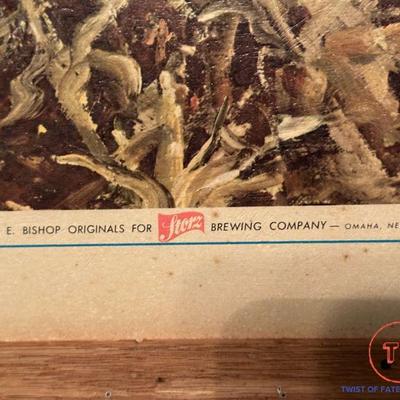 E. BISHOP ORIGINALS FOR Storz BREWING COMPANY — OMAHA, NE
T
TWIST OF FATE